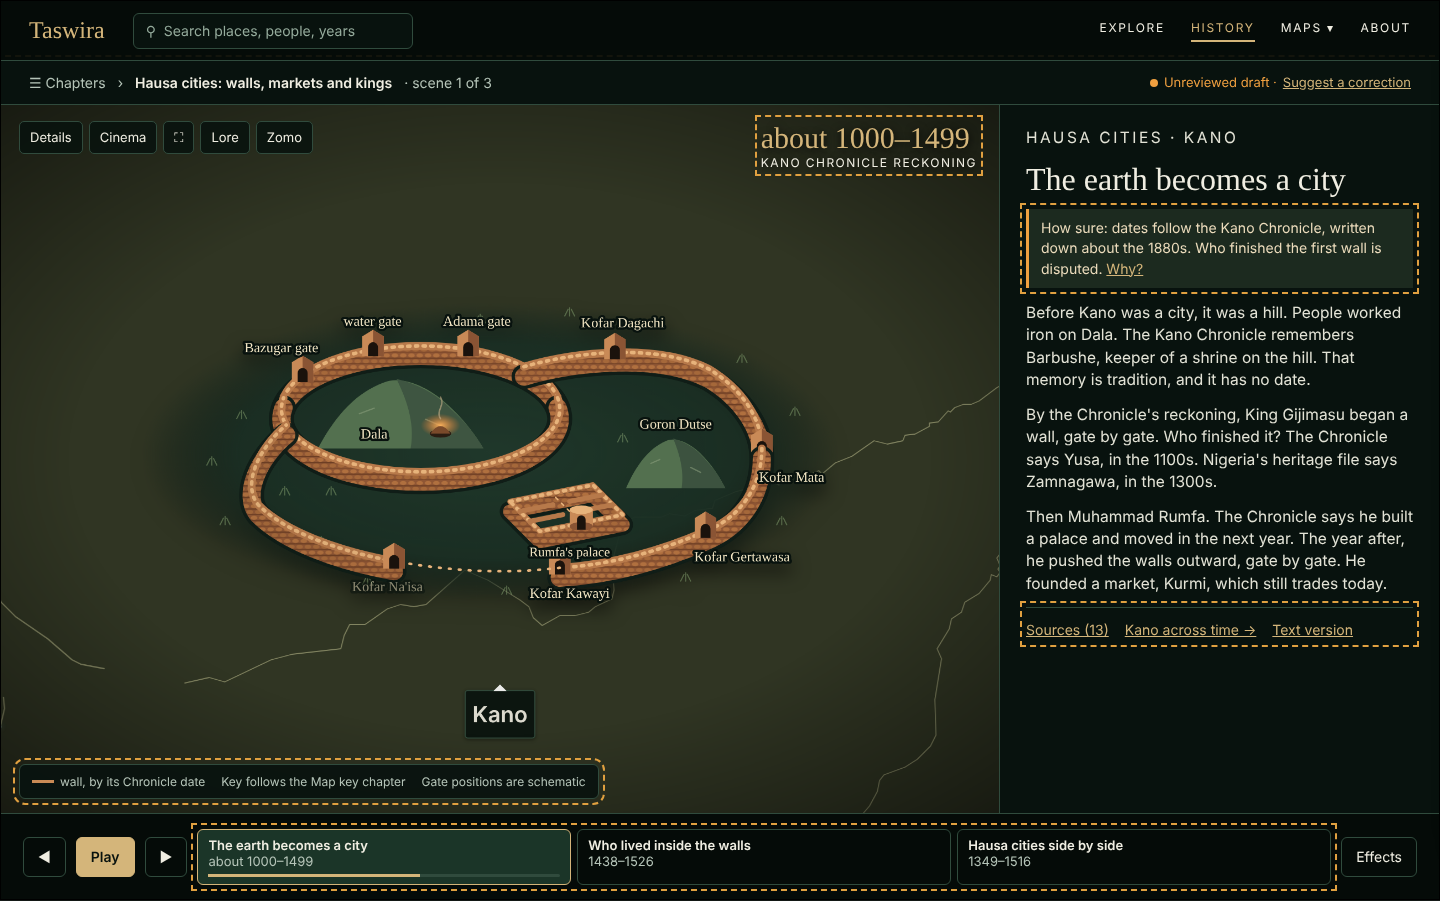 Taswira
Search places, people, years
EXPLORE
HISTORY
MAPS ▾
ABOUT
☰ Chapters › Hausa cities: walls, markets and kings · scene 1 of 3
Unreviewed draft · Suggest a correction
Details
Cinema
Lore
Zomo
about 1000–1499
KANO CHRONICLE RECKONING
water gate
Adama gate
Kofar Dagachi
Bazugar gate
Dala
Goron Dutse
Kofar Mata
Rumfa's palace
Kofar Gertawasa
Kofar Na'isa
Kofar Kawayi
Kano
wall, by its Chronicle date
Key follows the Map key chapter
Gate positions are schematic
HAUSA CITIES · KANO
The earth becomes a city
How sure: dates follow the Kano Chronicle, written
down about the 1880s. Who finished the first wall is
disputed. Why?
Before Kano was a city, it was a hill. People worked
iron on Dala. The Kano Chronicle remembers
Barbushe, keeper of a shrine on the hill. That
memory is tradition, and it has no date.
By the Chronicle's reckoning, King Gijimasu began a
wall, gate by gate. Who finished it? The Chronicle
says Yusa, in the 1100s. Nigeria's heritage file says
Zamnagawa, in the 1300s.
Then Muhammad Rumfa. The Chronicle says he built
a palace and moved in the next year. The year after,
he pushed the walls outward, gate by gate. He
founded a market, Kurmi, which still trades today.
Sources (13)
Kano across time →
Text version
◀
Play
▶
The earth becomes a city
about 1000–1499
Who lived inside the walls
1438–1526
Hausa cities side by side
1349–1516
Effects